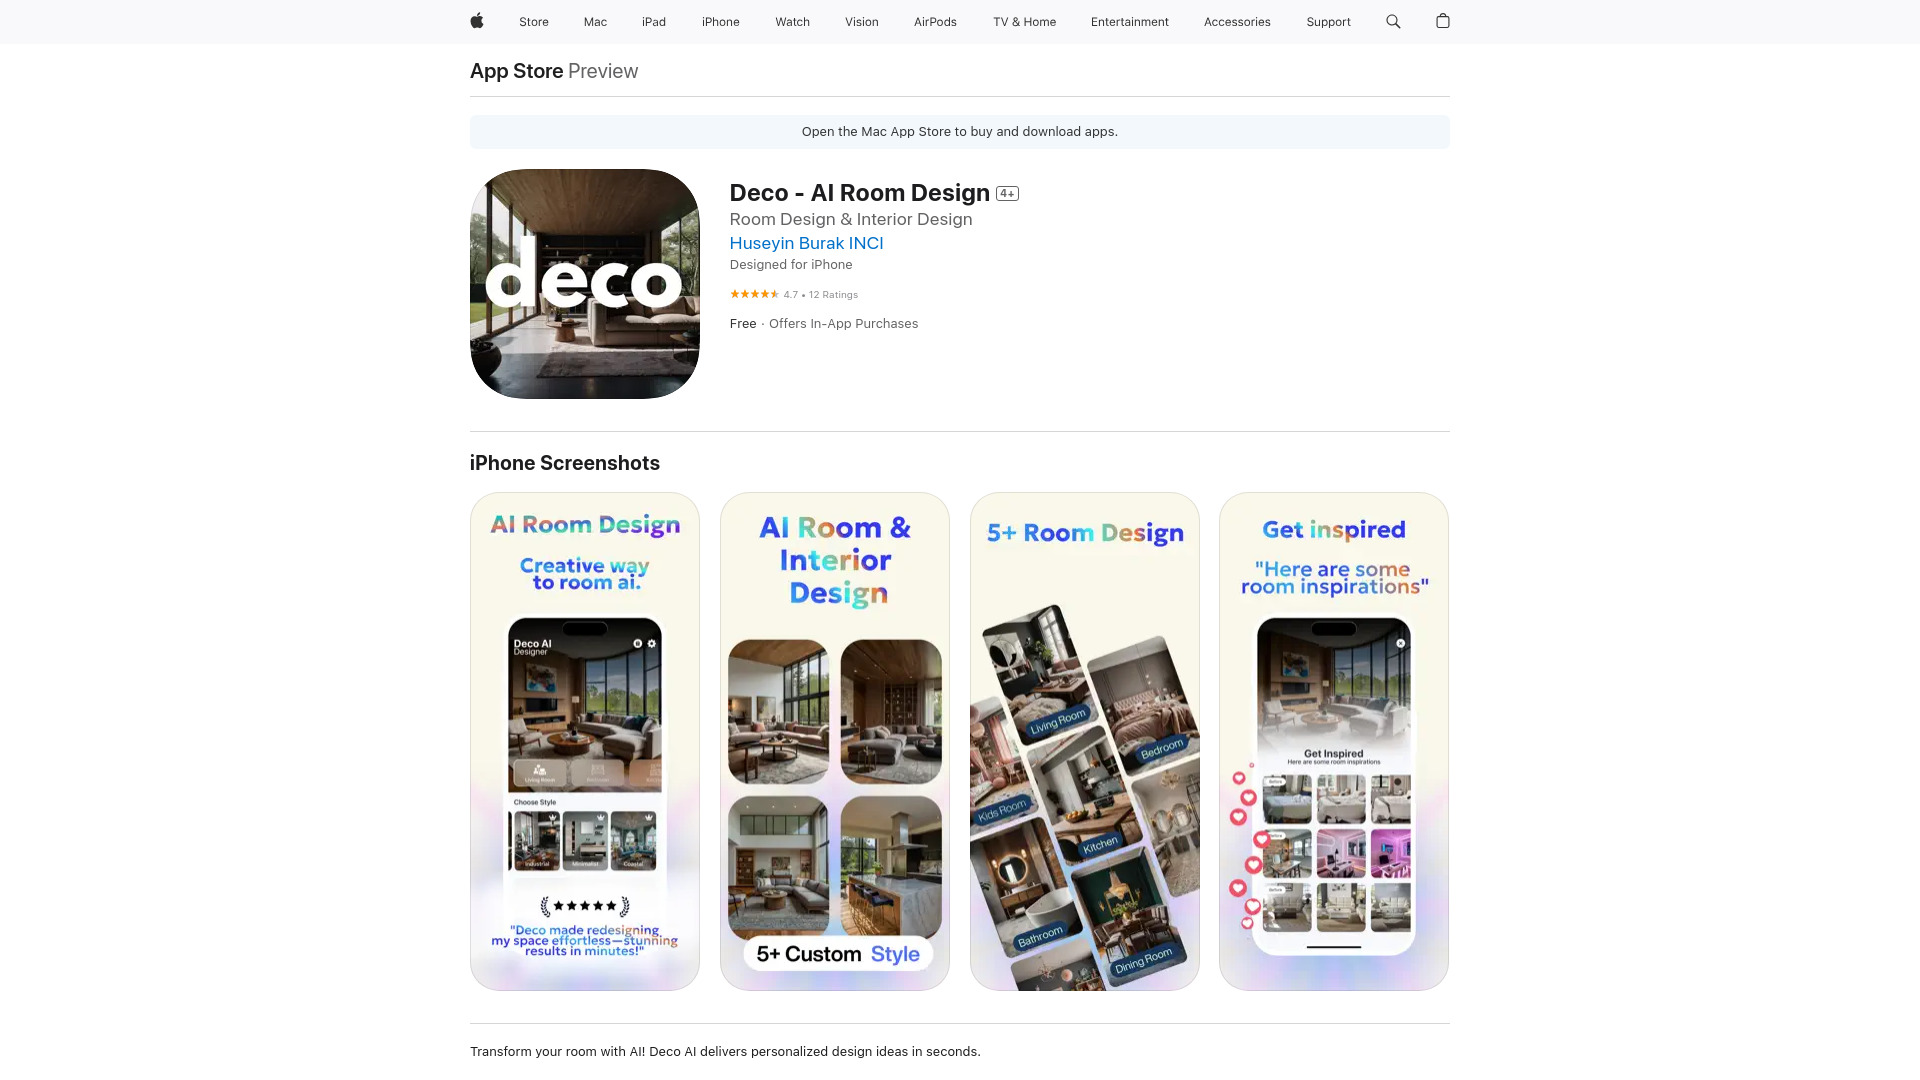 Store
Mac
iPad
iPhone
Watch
Vision
AirPods
TV & Home
Entertainment
Accessories
Support
App Store Preview
Open the Mac App Store to buy and download apps.
deco
Deco - AI Room Design 4+
Room Design & Interior Design
Huseyin Burak INCI
Designed for iPhone
4.7 • 12 Ratings
Free · Offers In-App Purchases
iPhone Screenshots
AI Room Design
Creative way
to room ai.
Deco AI
Designer
Living Room
Choose Style
Industrial
Minimalist
Coastal
"Deco made redesigning
my space effortless—stunning
results in minutes!"
AI Room &
Interior
Design
5+ Custom Style
5+ Room Design
Living Room
Bedroom
Kids Room
Kitchen
Bathroom
Dining Room
Get inspired
"Here are some
room inspirations"
Get Inspired
Here are some room inspirations
Before
Before
Before
Transform your room with AI! Deco AI delivers personalized design ideas in seconds.